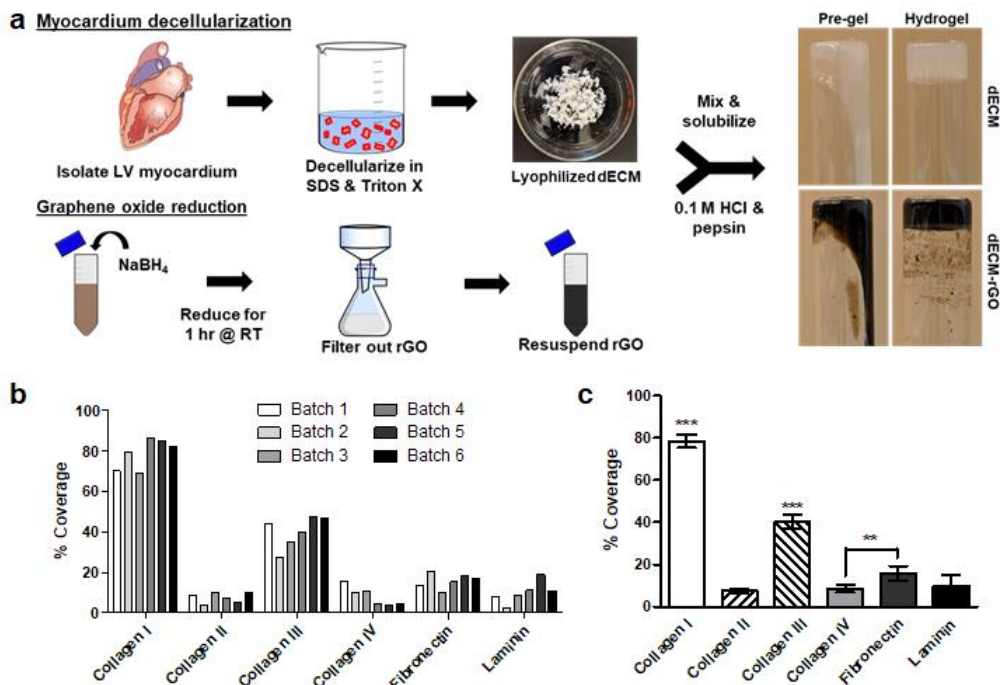 a
Myocardium decellularization
Isolate LV myocardium
Decellularize in
SDS & Triton X
Lyophilized dECM
Mix &
solubilize
0.1 M HCl &
pepsin
Pre-gel
Hydrogel
dECM
dECM-rGO
Graphene oxide reduction
NaBH4
Reduce for
1 hr @ RT
Filter out rGO
Resuspend rGO
b
% Coverage
100
80
60
40
20
0
Batch 1
Batch 2
Batch 3
Batch 4
Batch 5
Batch 6
Collagen I
Collagen II
Collagen III
Collagen IV
Fibronectin
Laminin
c
% Coverage
100
80
60
40
20
0
***
***
**
Collagen I
Collagen II
Collagen III
Collagen IV
Fibronectin
Laminin